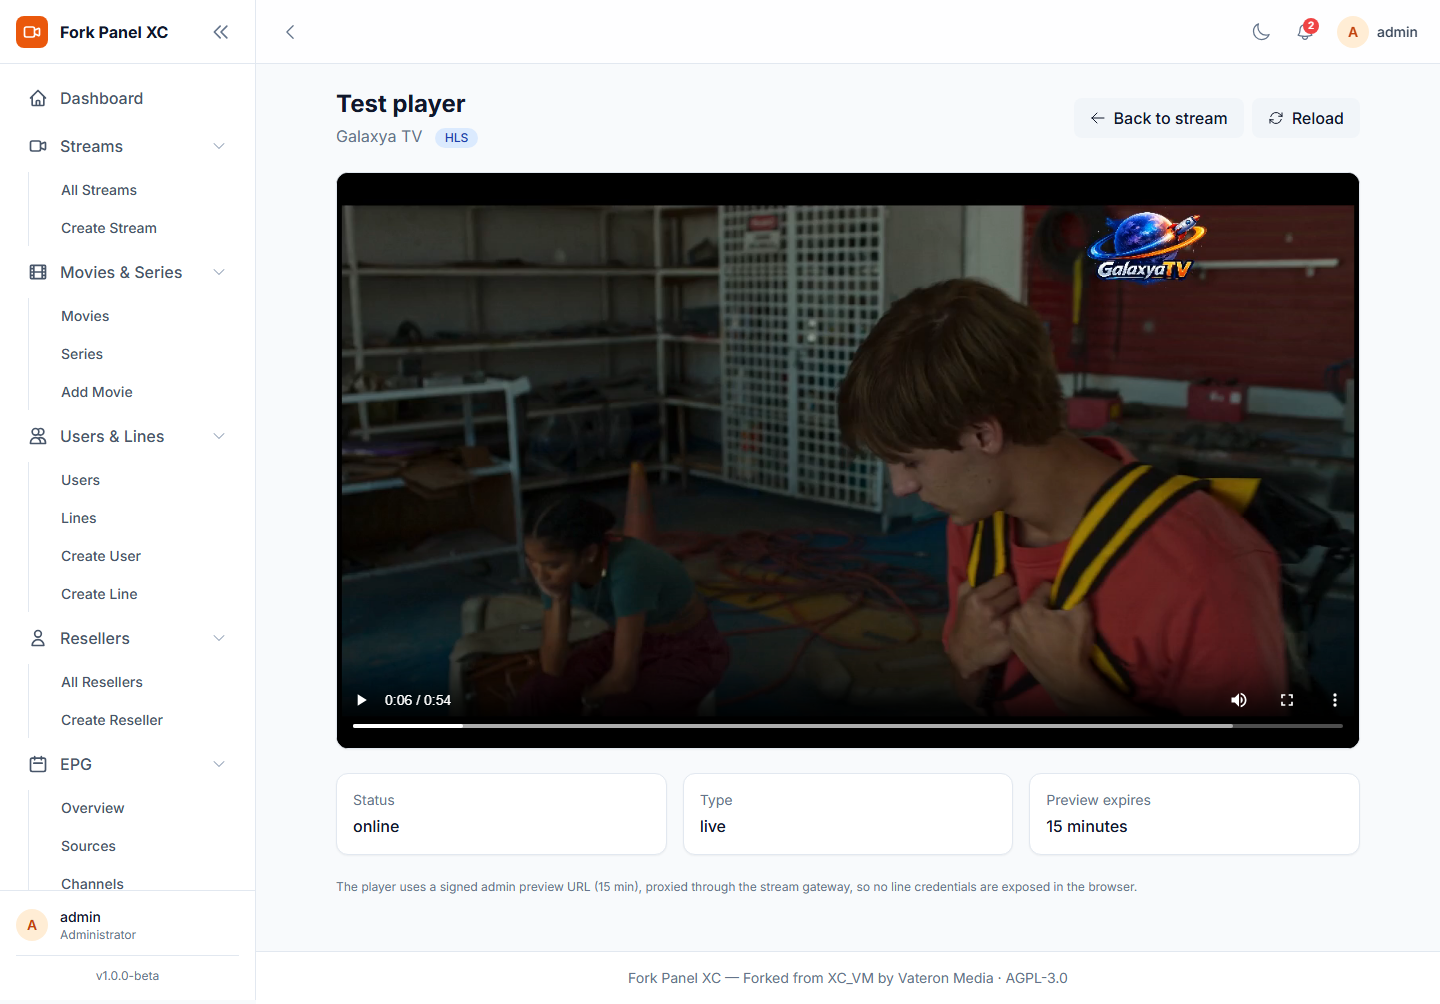 Fork Panel XC
2
A
admin
Dashboard
Streams
All Streams
Create Stream
Movies & Series
Movies
Series
Add Movie
Users & Lines
Users
Lines
Create User
Create Line
Resellers
All Resellers
Create Reseller
EPG
Overview
Sources
Channels
A
admin
Administrator
v1.0.0-beta
Test player
Galaxya TV
HLS
Back to stream
Reload
GalaxyaTV
0:06 / 0:54
Status
online
Type
live
Preview expires
15 minutes
The player uses a signed admin preview URL (15 min), proxied through the stream gateway, so no line credentials are exposed in the browser.
Fork Panel XC — Forked from XC_VM by Vateron Media · AGPL-3.0